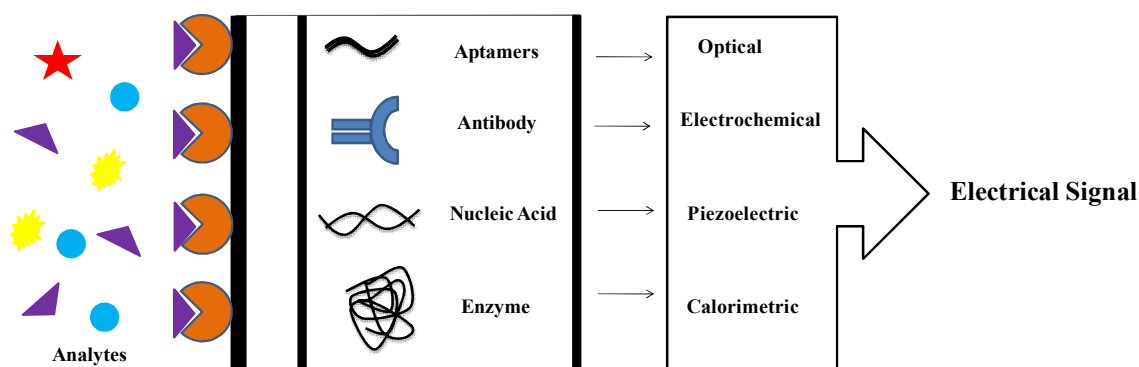 Aptamers
Optical
Antibody
Electrochemical
Electrical Signal
Nucleic Acid
Piezoelectric
Enzyme
Calorimetric
Analytes